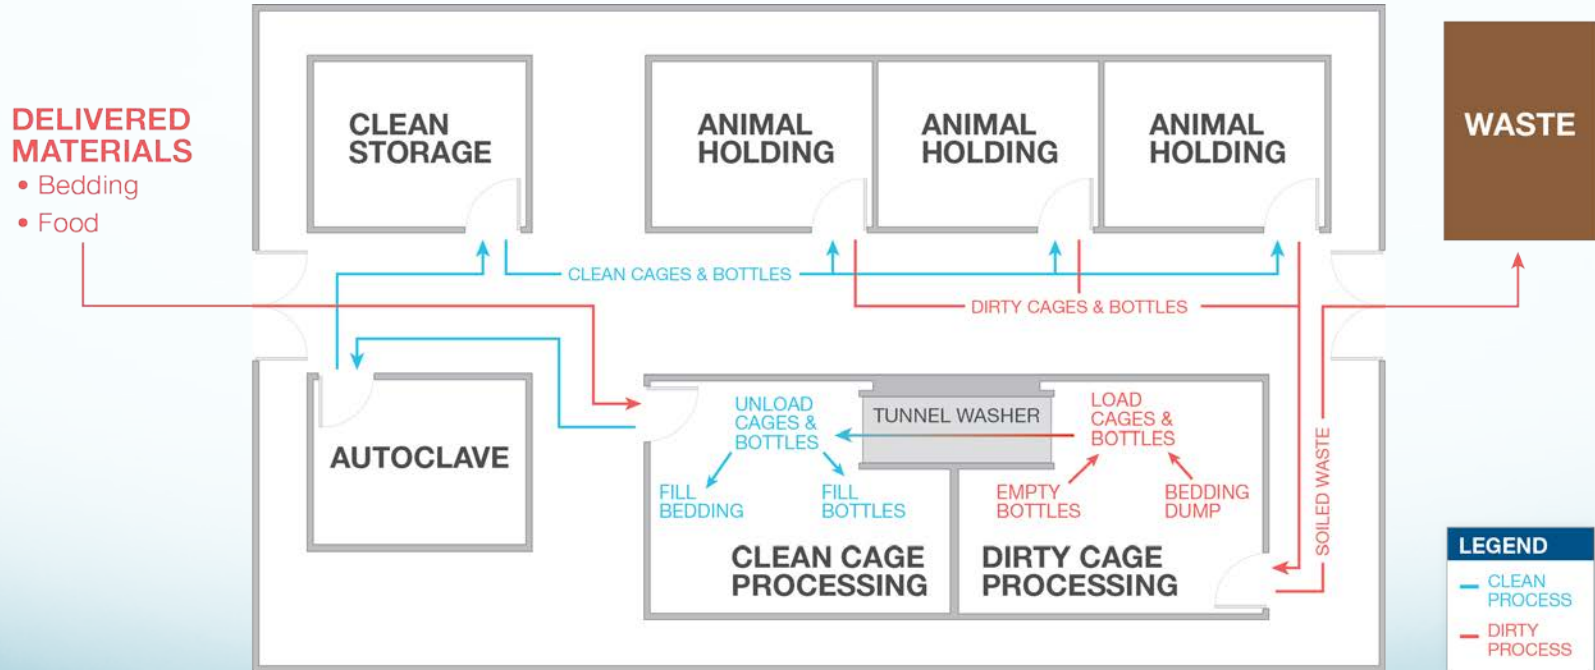 DELIVERED
MATERIALS
• Bedding
• Food
CLEAN
STORAGE
ANIMAL
HOLDING
ANIMAL
HOLDING
ANIMAL
HOLDING
WASTE
CLEAN CAGES & BOTTLES
DIRTY CAGES & BOTTLES
AUTOCLAVE
UNLOAD
CAGES &
BOTTLES
TUNNEL WASHER
LOAD
CAGES &
BOTTLES
FILL
BEDDING
FILL
BOTTLES
EMPTY
BOTTLES
BEDDING
DUMP
SOILED WASTE
CLEAN CAGE
PROCESSING
DIRTY CAGE
PROCESSING
LEGEND
CLEAN
PROCESS
DIRTY
PROCESS